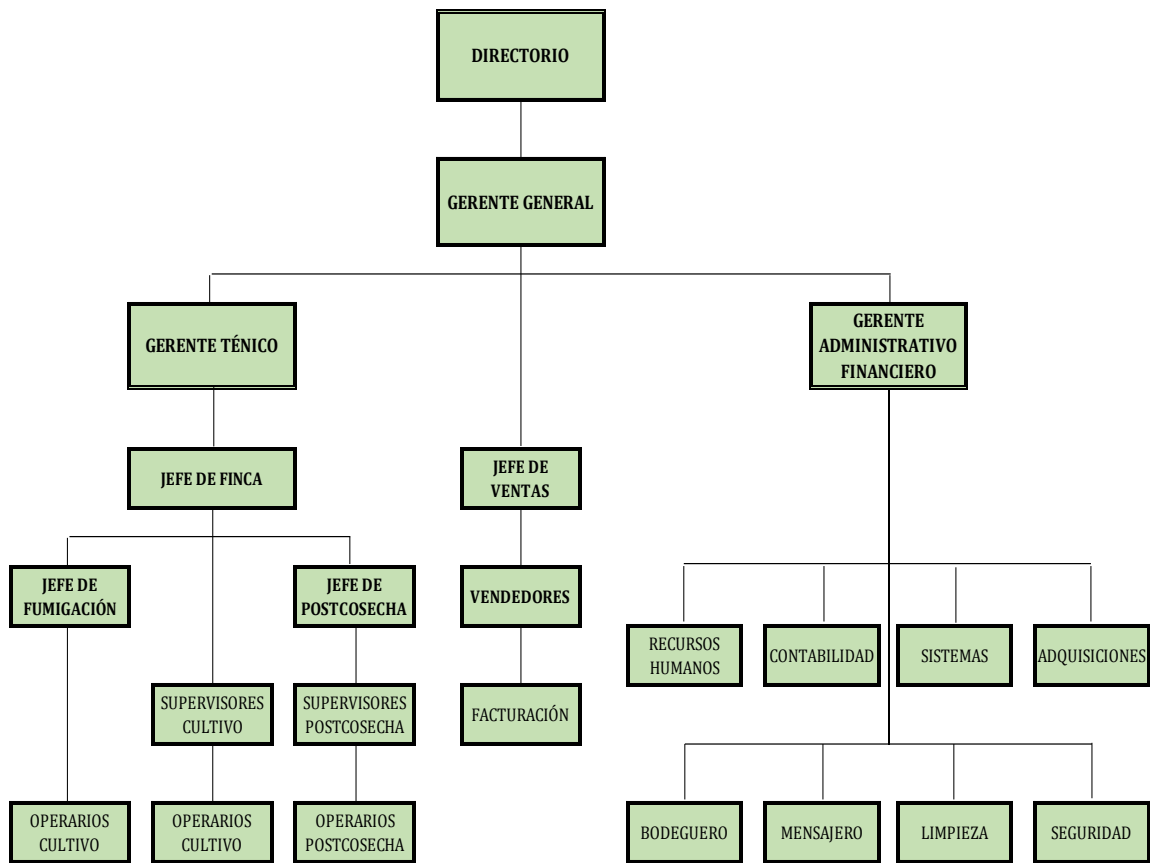 DIRECTORIO
GERENTE GENERAL
GERENTE TÉNICO
GERENTE
ADMINISTRATIVO
FINANCIERO
JEFE DE FINCA
JEFE DE
VENTAS
JEFE DE
FUMIGACIÓN
JEFE DE
POSTCOSECHA
VENDEDORES
RECURSOS
HUMANOS
CONTABILIDAD
SISTEMAS
ADQUISICIONES
SUPERVISORES
CULTIVO
SUPERVISORES
POSTCOSECHA
FACTURACIÓN
OPERARIOS
CULTIVO
OPERARIOS
CULTIVO
OPERARIOS
POSTCOSECHA
BODEGUERO
MENSAJERO
LIMPIEZA
SEGURIDAD